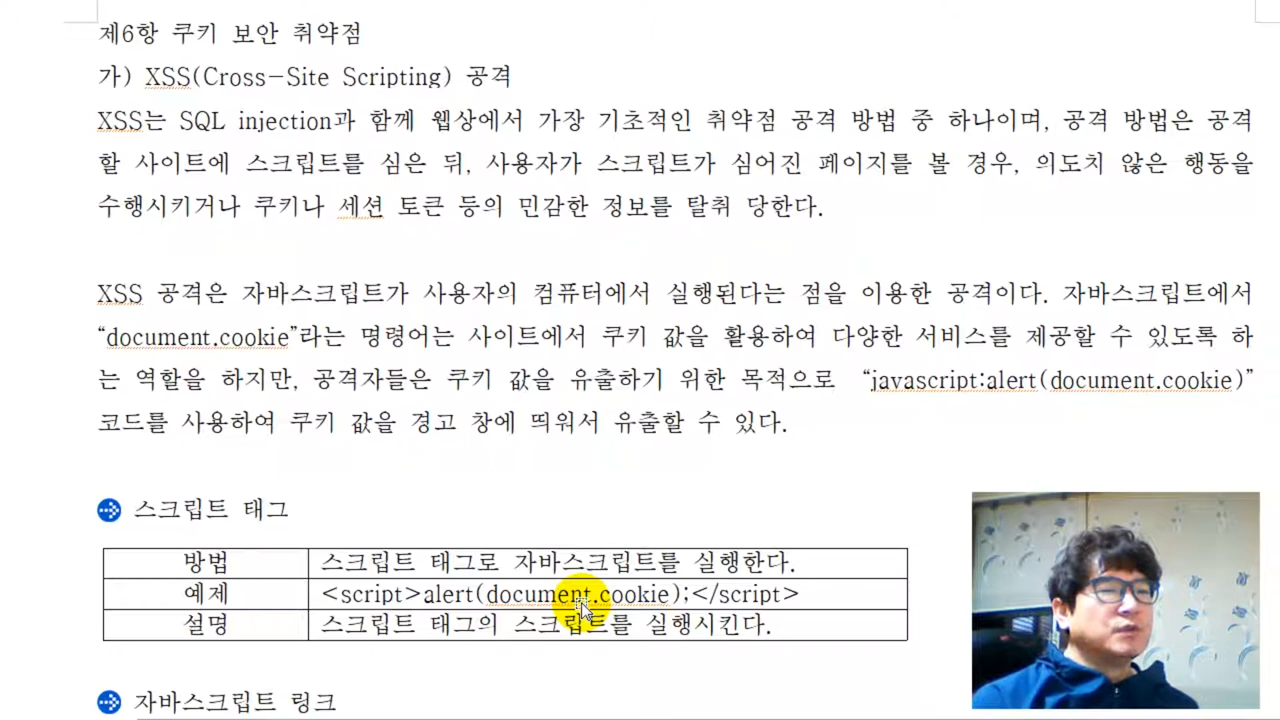 제6항 쿠키 보안 취약점
가) XSS(Cross-Site Scripting) 공격
XSS는 SQL injection과 함께 웹상에서 가장 기초적인 취약점 공격 방법 중 하나이며, 공격 방법은 공격
할 사이트에 스크립트를 심은 뒤, 사용자가 스크립트가 심어진 페이지를 볼 경우, 의도치 않은 행동을
수행시키거나 쿠키나 세션 토큰 등의 민감한 정보를 탈취 당한다.
XSS 공격은 자바스크립트가 사용자의 컴퓨터에서 실행된다는 점을 이용한 공격이다. 자바스크립트에서
“document.cookie”라는 명령어는 사이트에서 쿠키 값을 활용하여 다양한 서비스를 제공할 수 있도록 하
는 역할을 하지만, 공격자들은 쿠키 값을 유출하기 위한 목적으로 “javascript:alert(document.cookie)”
코드를 사용하여 쿠키 값을 경고 창에 띄워서 유출할 수 있다.
스크립트 태그
방법 스크립트 태그로 자바스크립트를 실행한다.
예제 <script>alert(document.cookie);</script>
설명 스크립트 태그의 스크립트를 실행시킨다.
자바스크립트 링크